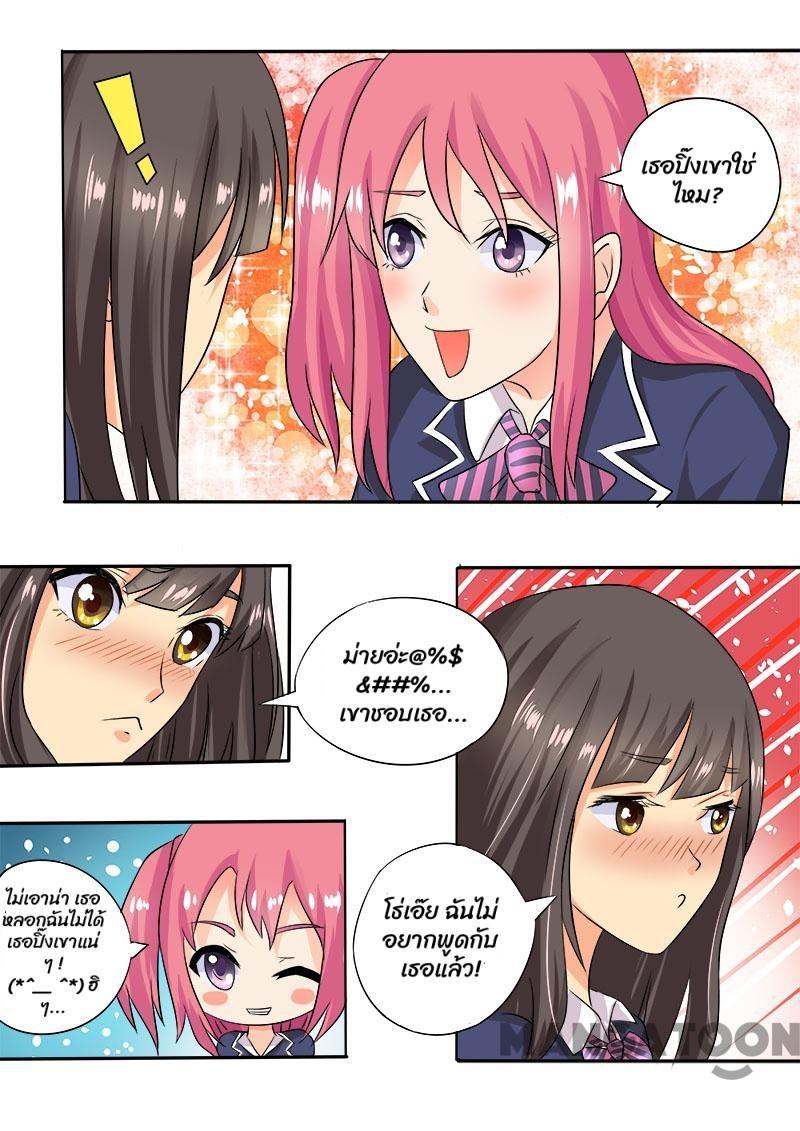 เธอปิ๊งเขาใช่
ไหม?
ม่ายอ่ะ@%$
&##%...
เขาชอบเธอ...
ไม่เอาน่า เธอ
หลอกฉันไม่ได้
เธอปิ๊งเขาแน่
ๆ !
(*^__ ^*) ฮิ
ๆ...
โธ่เอ๊ย ฉันไม่
อยากพูดกับ
เธอแล้ว!
MANGATOON